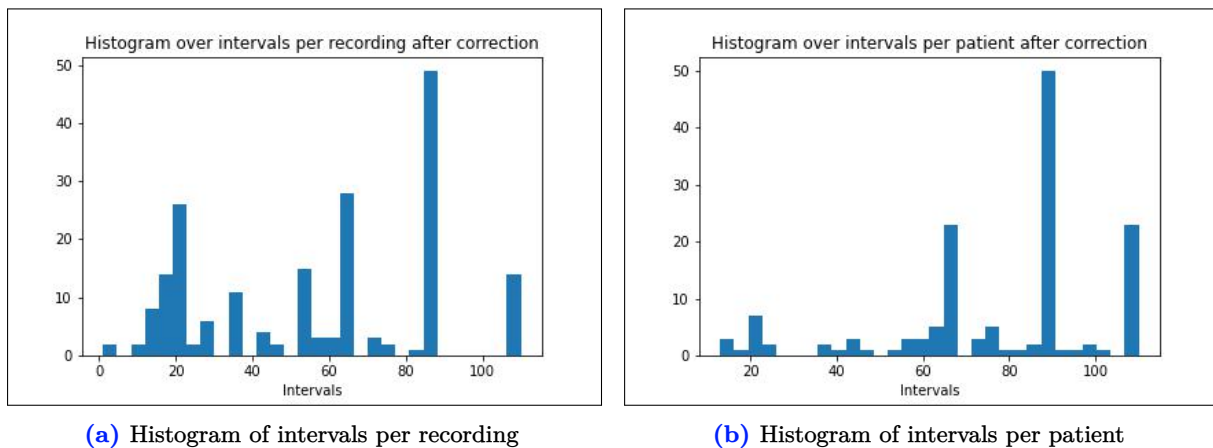 Histogram over intervals per recording after correction
50
40
30
20
10
0
0 20 40 60 80 100
Intervals
(a) Histogram of intervals per recording
Histogram over intervals per patient after correction
50
40
30
20
10
0
20 40 60 80 100
Intervals
(b) Histogram of intervals per patient